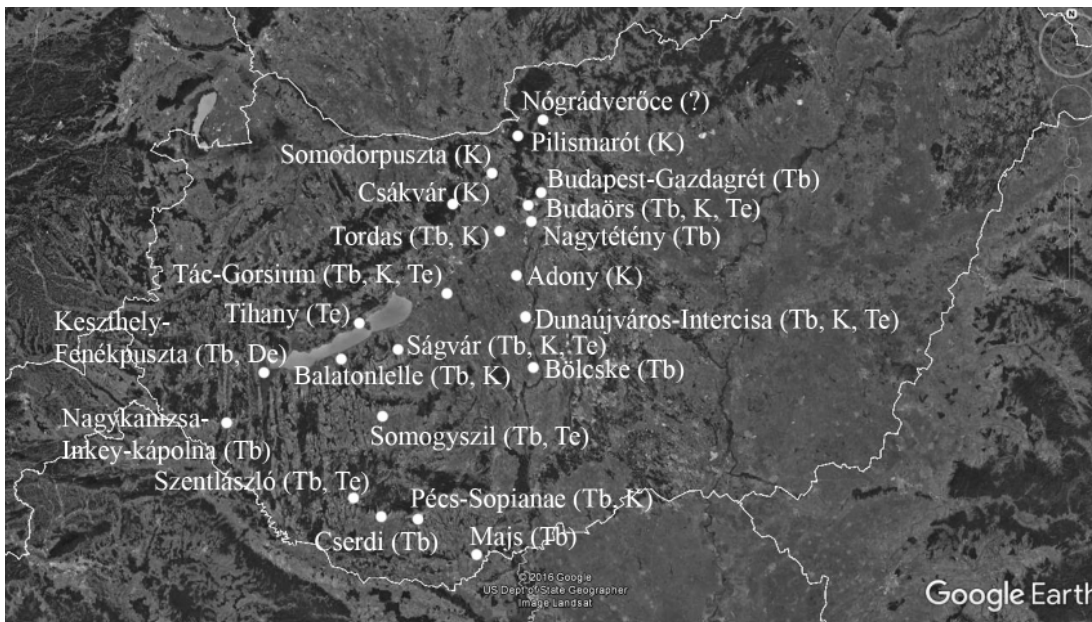 N
Nógrádverőce (?)
Pilismarót (K)
Somodorpuszta (K)
Budapest-Gazdagrét (Tb)
Csákvár (K)
Budaörs (Tb, K, Te)
Tordas (Tb, K)
Nagytétény (Tb)
Tác-Gorsium (Tb, K, Te)
Adony (K)
Tihany (Te)
Dunaújváros-Intercisa (Tb, K, Te)
Keszthely-
Fenékpuszta (Tb, De)
Ságvár (Tb, K, Te)
Balatonlelle (Tb, K)
Bölcske (Tb)
Nagykanizsa-
Inkey-kápolna (Tb)
Somogyszil (Tb, Te)
Szentlászló (Tb, Te)
Pécs-Sopianae (Tb, K)
Cserdi (Tb)
Majs (Tb)
© 2016 Google
US Dept of State Geographer
Image Landsat
Google Earth